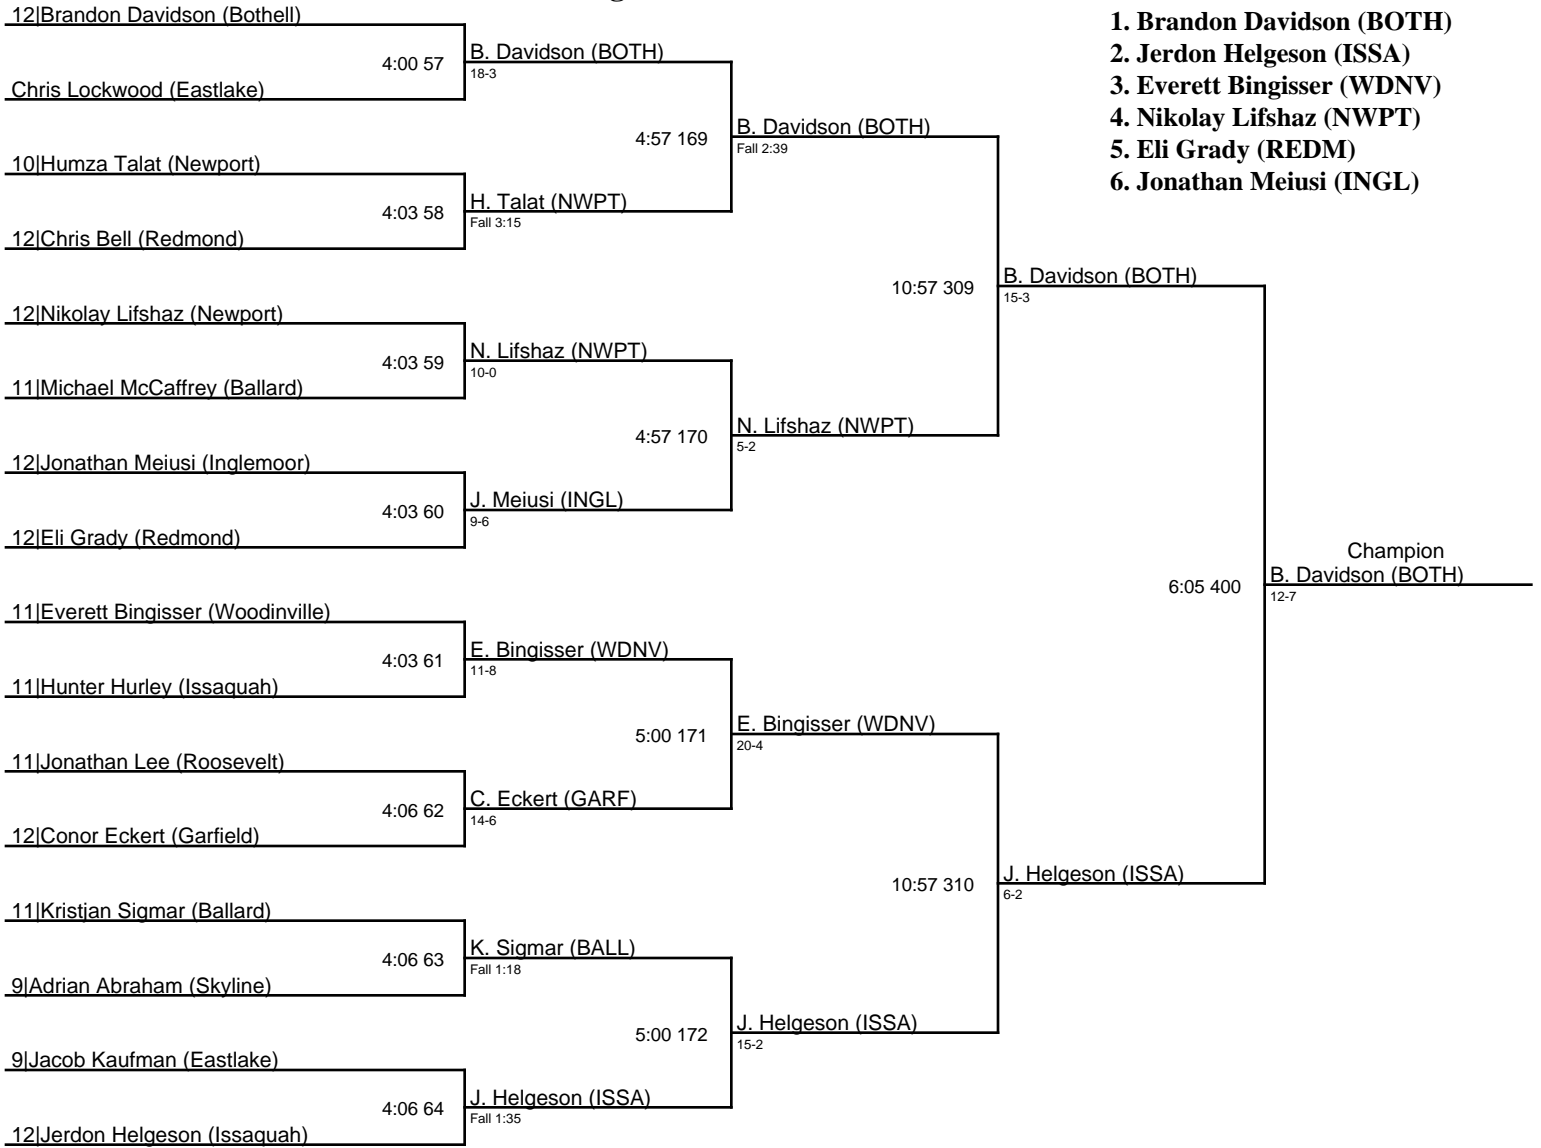 12|Brandon Davidson (Bothell)
4:00 57
Chris Lockwood (Eastlake)
10|Humza Talat (Newport)
4:03 58
12|Chris Bell (Redmond)
12|Nikolay Lifshaz (Newport)
4:03 59
11|Michael McCaffrey (Ballard)
12|Jonathan Meiusi (Inglemoor)
4:03 60
12|Eli Grady (Redmond)
11|Everett Bingisser (Woodinville)
4:03 61
11|Hunter Hurley (Issaquah)
11|Jonathan Lee (Roosevelt)
4:06 62
12|Conor Eckert (Garfield)
11|Kristjan Sigmar (Ballard)
4:06 63
9|Adrian Abraham (Skyline)
9|Jacob Kaufman (Eastlake)
4:06 64
12|Jerdon Helgeson (Issaquah)
B. Davidson (BOTH)
18-3
4:57 169
H. Talat (NWPT)
Fall 3:15
N. Lifshaz (NWPT)
10-0
4:57 170
J. Meiusi (INGL)
9-6
E. Bingisser (WDNV)
11-8
5:00 171
C. Eckert (GARF)
14-6
K. Sigmar (BALL)
Fall 1:18
5:00 172
J. Helgeson (ISSA)
Fall 1:35
B. Davidson (BOTH)
Fall 2:39
10:57 309
N. Lifshaz (NWPT)
5-2
E. Bingisser (WDNV)
20-4
10:57 310
J. Helgeson (ISSA)
15-2
B. Davidson (BOTH)
15-3
6:05 400
J. Helgeson (ISSA)
6-2
Champion
B. Davidson (BOTH)
12-7
1. Brandon Davidson (BOTH)
2. Jerdon Helgeson (ISSA)
3. Everett Bingisser (WDNV)
4. Nikolay Lifshaz (NWPT)
5. Eli Grady (REDM)
6. Jonathan Meiusi (INGL)